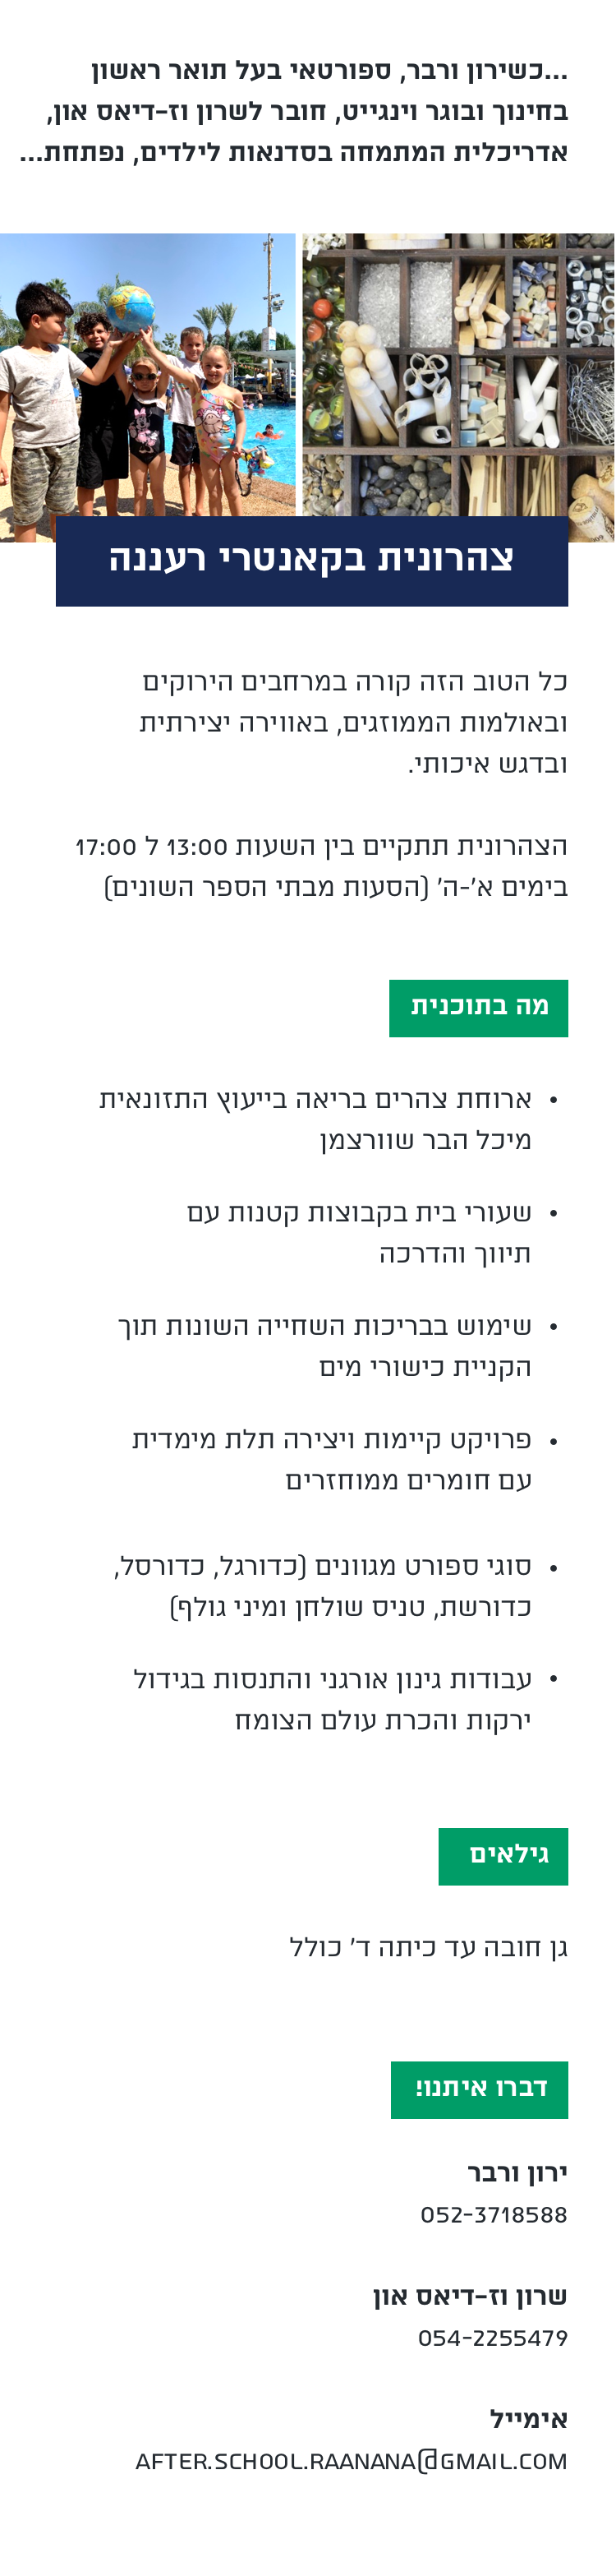 ...כשירון ורבר, ספורטאי בעל תואר ראשון
בחינוך ובוגר וינגייט, חובר לשרון וז-דיאס און,
אדריכלית המתמחה בסדנאות לילדים, נפתחת...
צהרונית בקאנטרי רעננה
כל הטוב הזה קורה במרחבים הירוקים
ובאולמות הממוזגים, באווירה יצירתית
ובדגש איכותי.
הצהרונית תתקיים בין השעות 13:00 ל 17:00
בימים א'-ה' (הסעות מבתי הספר השונים)
מה בתוכנית
• ארוחת צהרים בריאה בייעוץ התזונאית
מיכל הבר שוורצמן
• שעורי בית בקבוצות קטנות עם
תיווך והדרכה
• שימוש בבריכות השחייה השונות תוך
הקניית כישורי מים
• פרויקט קיימות ויצירה תלת מימדית
עם חומרים ממוחזרים
• סוגי ספורט מגוונים (כדורגל, כדורסל,
כדורשת, טניס שולחן ומיני גולף)
• עבודות גינון אורגני והתנסות בגידול
ירקות והכרת עולם הצומח
גילאים
גן חובה עד כיתה ד' כולל
דברו איתנו!
ירון ורבר
052-3718588
שרון וז-דיאס און
054-2255479
אימייל
AFTER.SCHOOL.RAANANA@GMAIL.COM